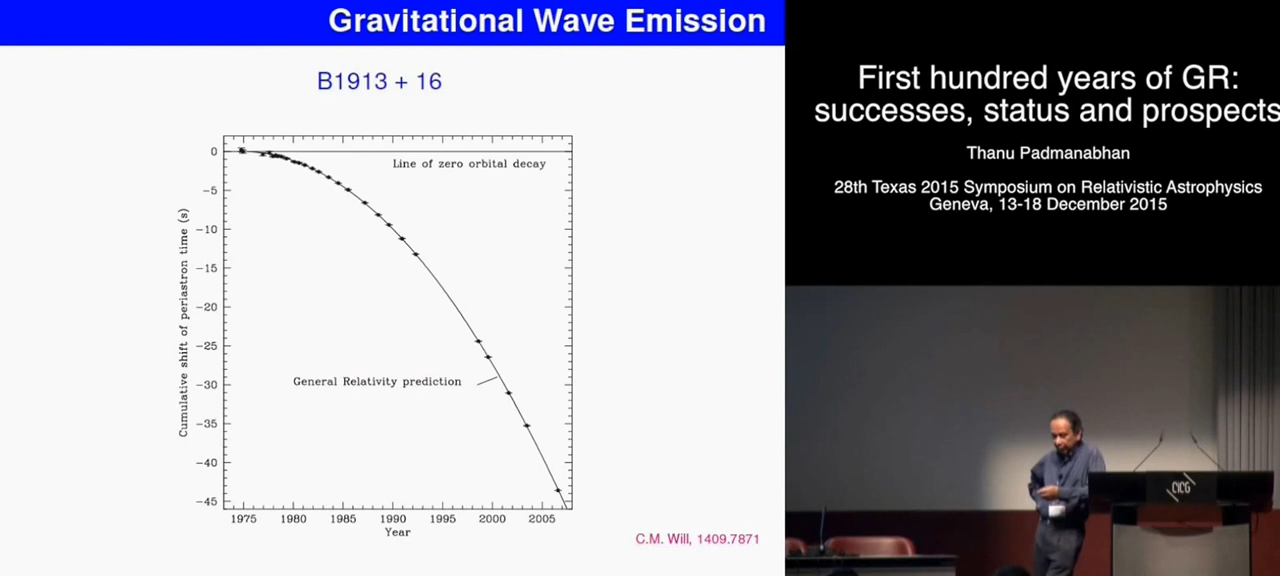 Gravitational Wave Emission
B1913 + 16
0
−5
−10
−15
−20
−25
−30
−35
−40
−45
Cumulative shift of periastron time (s)
Line of zero orbital decay
General Relativity prediction
1975 1980 1985 1990 1995 2000 2005
Year
C.M. Will, 1409.7871
First hundred years of GR:
successes, status and prospects
Thanu Padmanabhan
28th Texas 2015 Symposium on Relativistic Astrophysics
Geneva, 13-18 December 2015
CICG